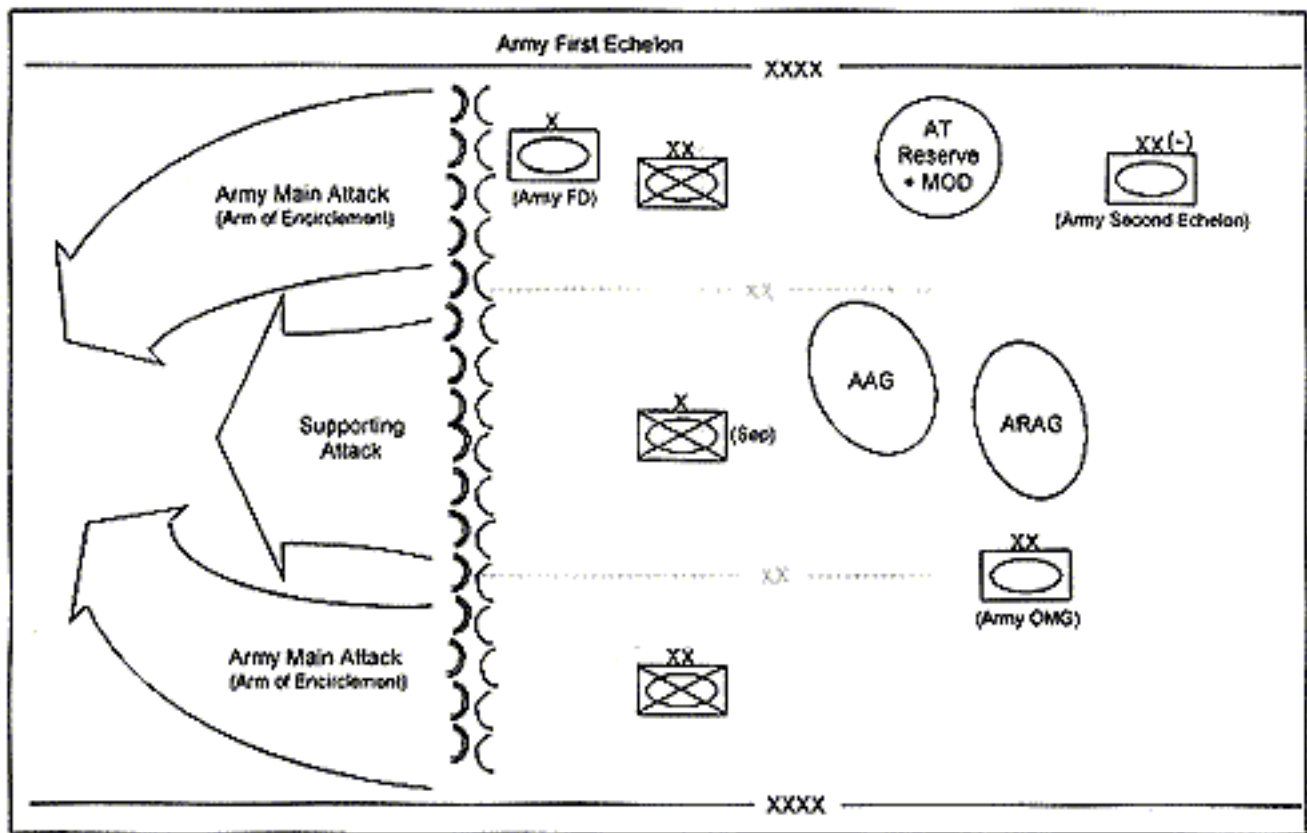 Army First Echelon
XXXX
X
(Army FD)
XX
AT
Reserve
+ MOD
XX(-)
(Army Second Echelon)
Army Main Attack
(Arm of Encirclement)
XX
AAG
ARAG
Supporting
Attack
X
(Sep)
XX
XX
(Army OMG)
Army Main Attack
(Arm of Encirclement)
XX
XXXX